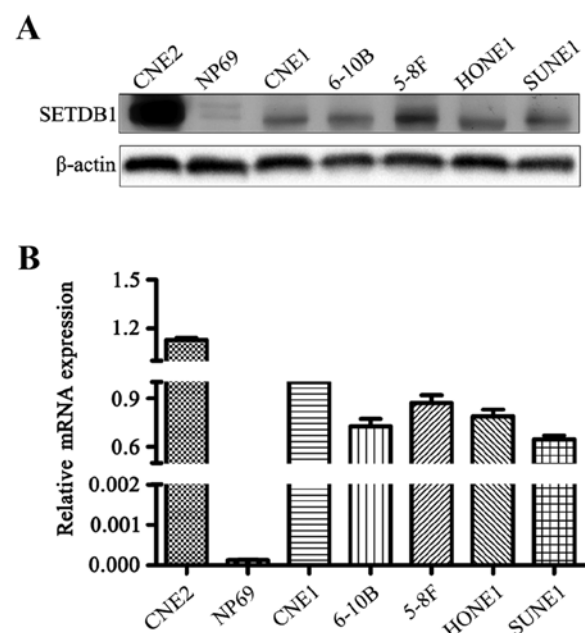 A
CNE2 NP69 CNE1 6-10B 5-8F HONE1 SUNE1
SETDB1
β-actin
B
Relative mRNA expression
1.5
1.2
0.9
0.6
0.002
0.001
0.000
CNE2 NP69 CNE1 6-10B 5-8F HONE1 SUNE1